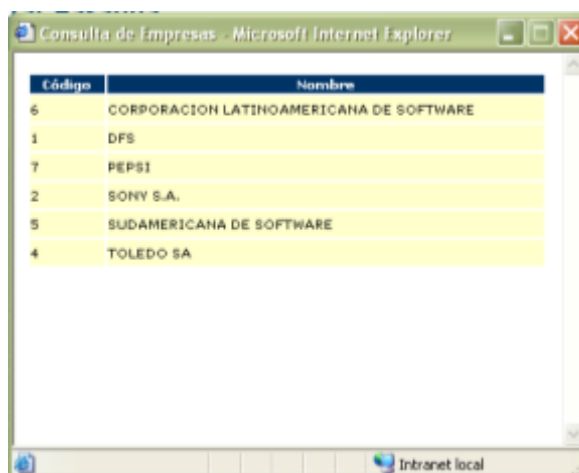 Consulta de Empresas - Microsoft Internet Explorer
Código Nombre
6 CORPORACION LATINOAMERICANA DE SOFTWARE
1 DFS
7 PEPSI
2 SONY S.A.
5 SUDAMERICANA DE SOFTWARE
4 TOLEDO SA
Intranet local